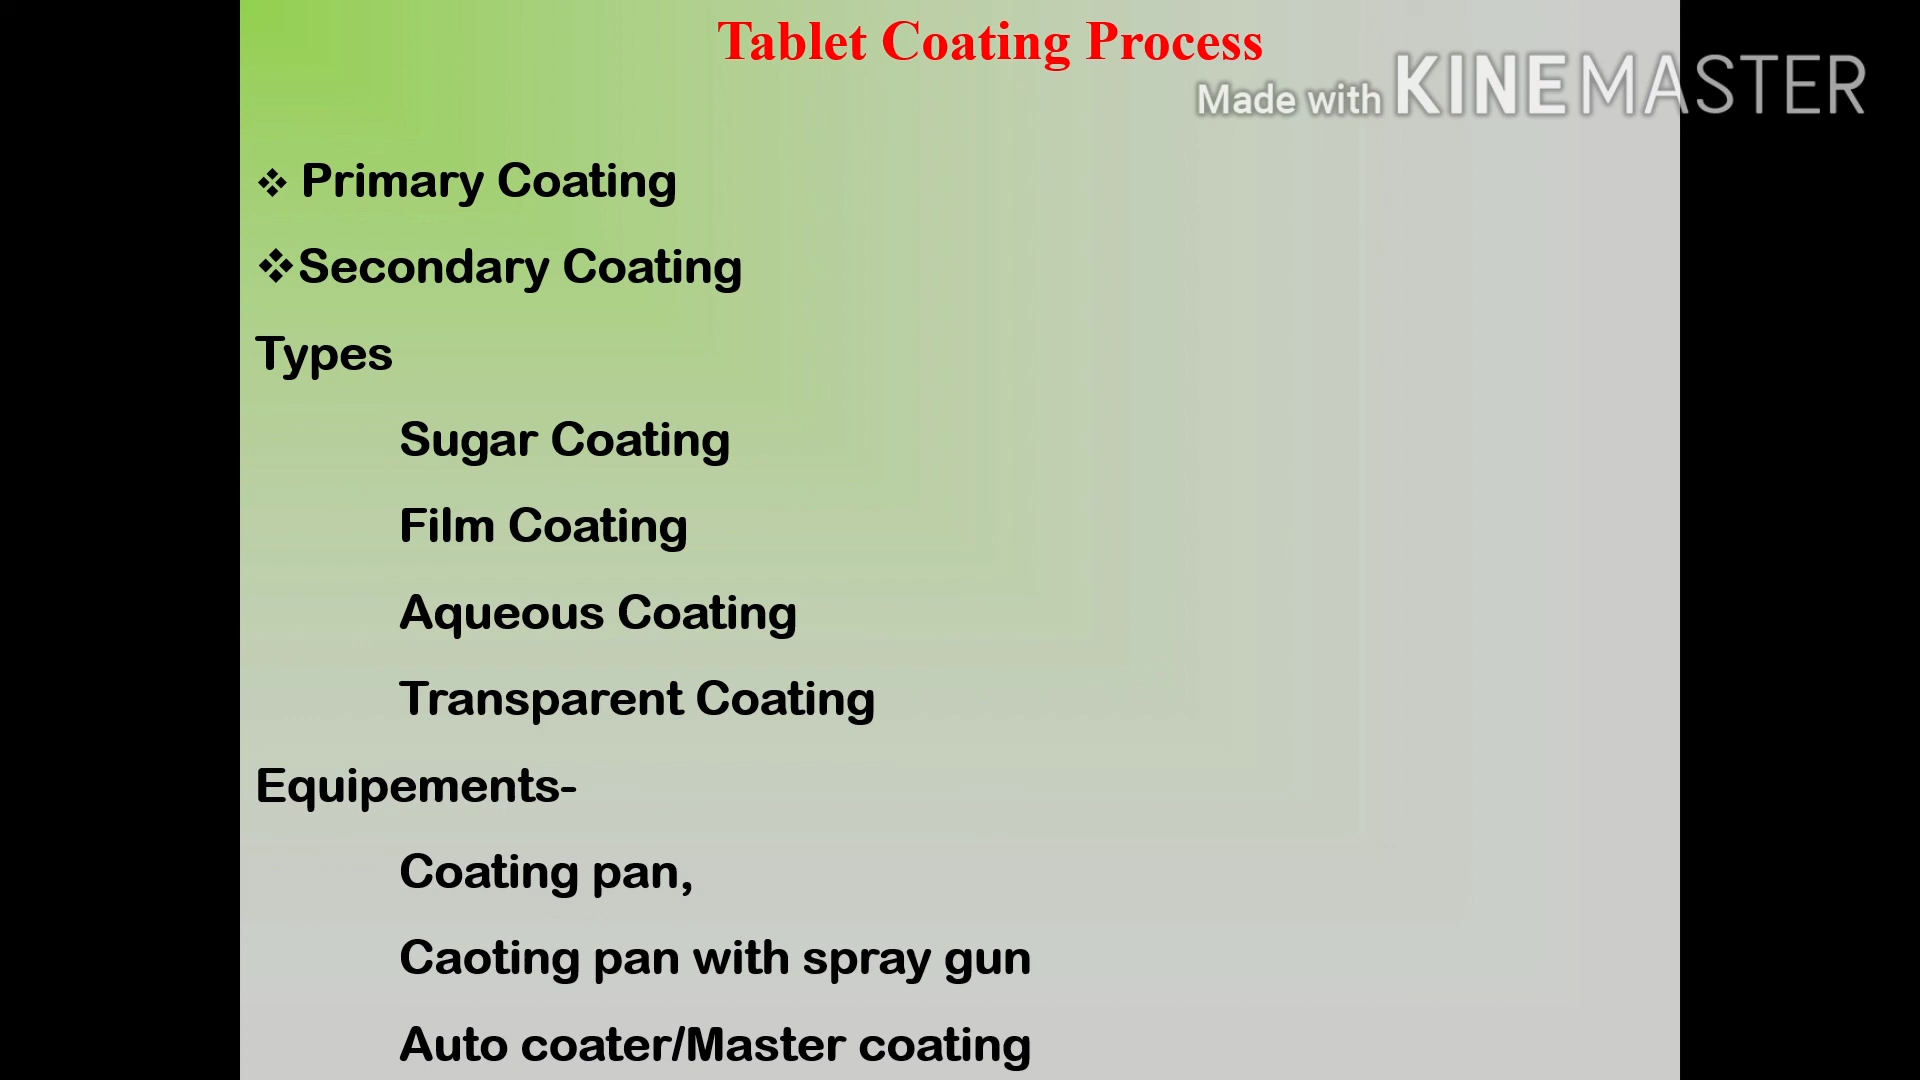 Tablet Coating Process
Made with KINEMASTER
❖ Primary Coating
❖Secondary Coating
Types
Sugar Coating
Film Coating
Aqueous Coating
Transparent Coating
Equipements-
Coating pan,
Caoting pan with spray gun
Auto coater/Master coating